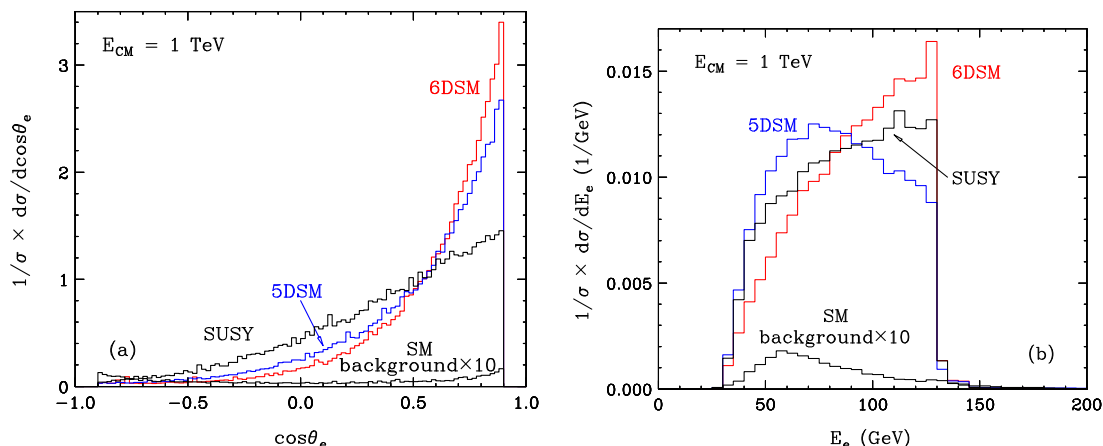 E_CM = 1 TeV
6DSM
5DSM
SUSY
SM
background×10
(a)
1/σ × dσ/dcosθ_e
0
1
2
3
−1.0
−0.5
0.0
0.5
1.0
cosθ_e
E_CM = 1 TeV
6DSM
5DSM
SUSY
SM
background×10
(b)
1/σ × dσ/dE_e (1/GeV)
0.015
0.010
0.005
0.000
0
50
100
150
200
E_e (GeV)